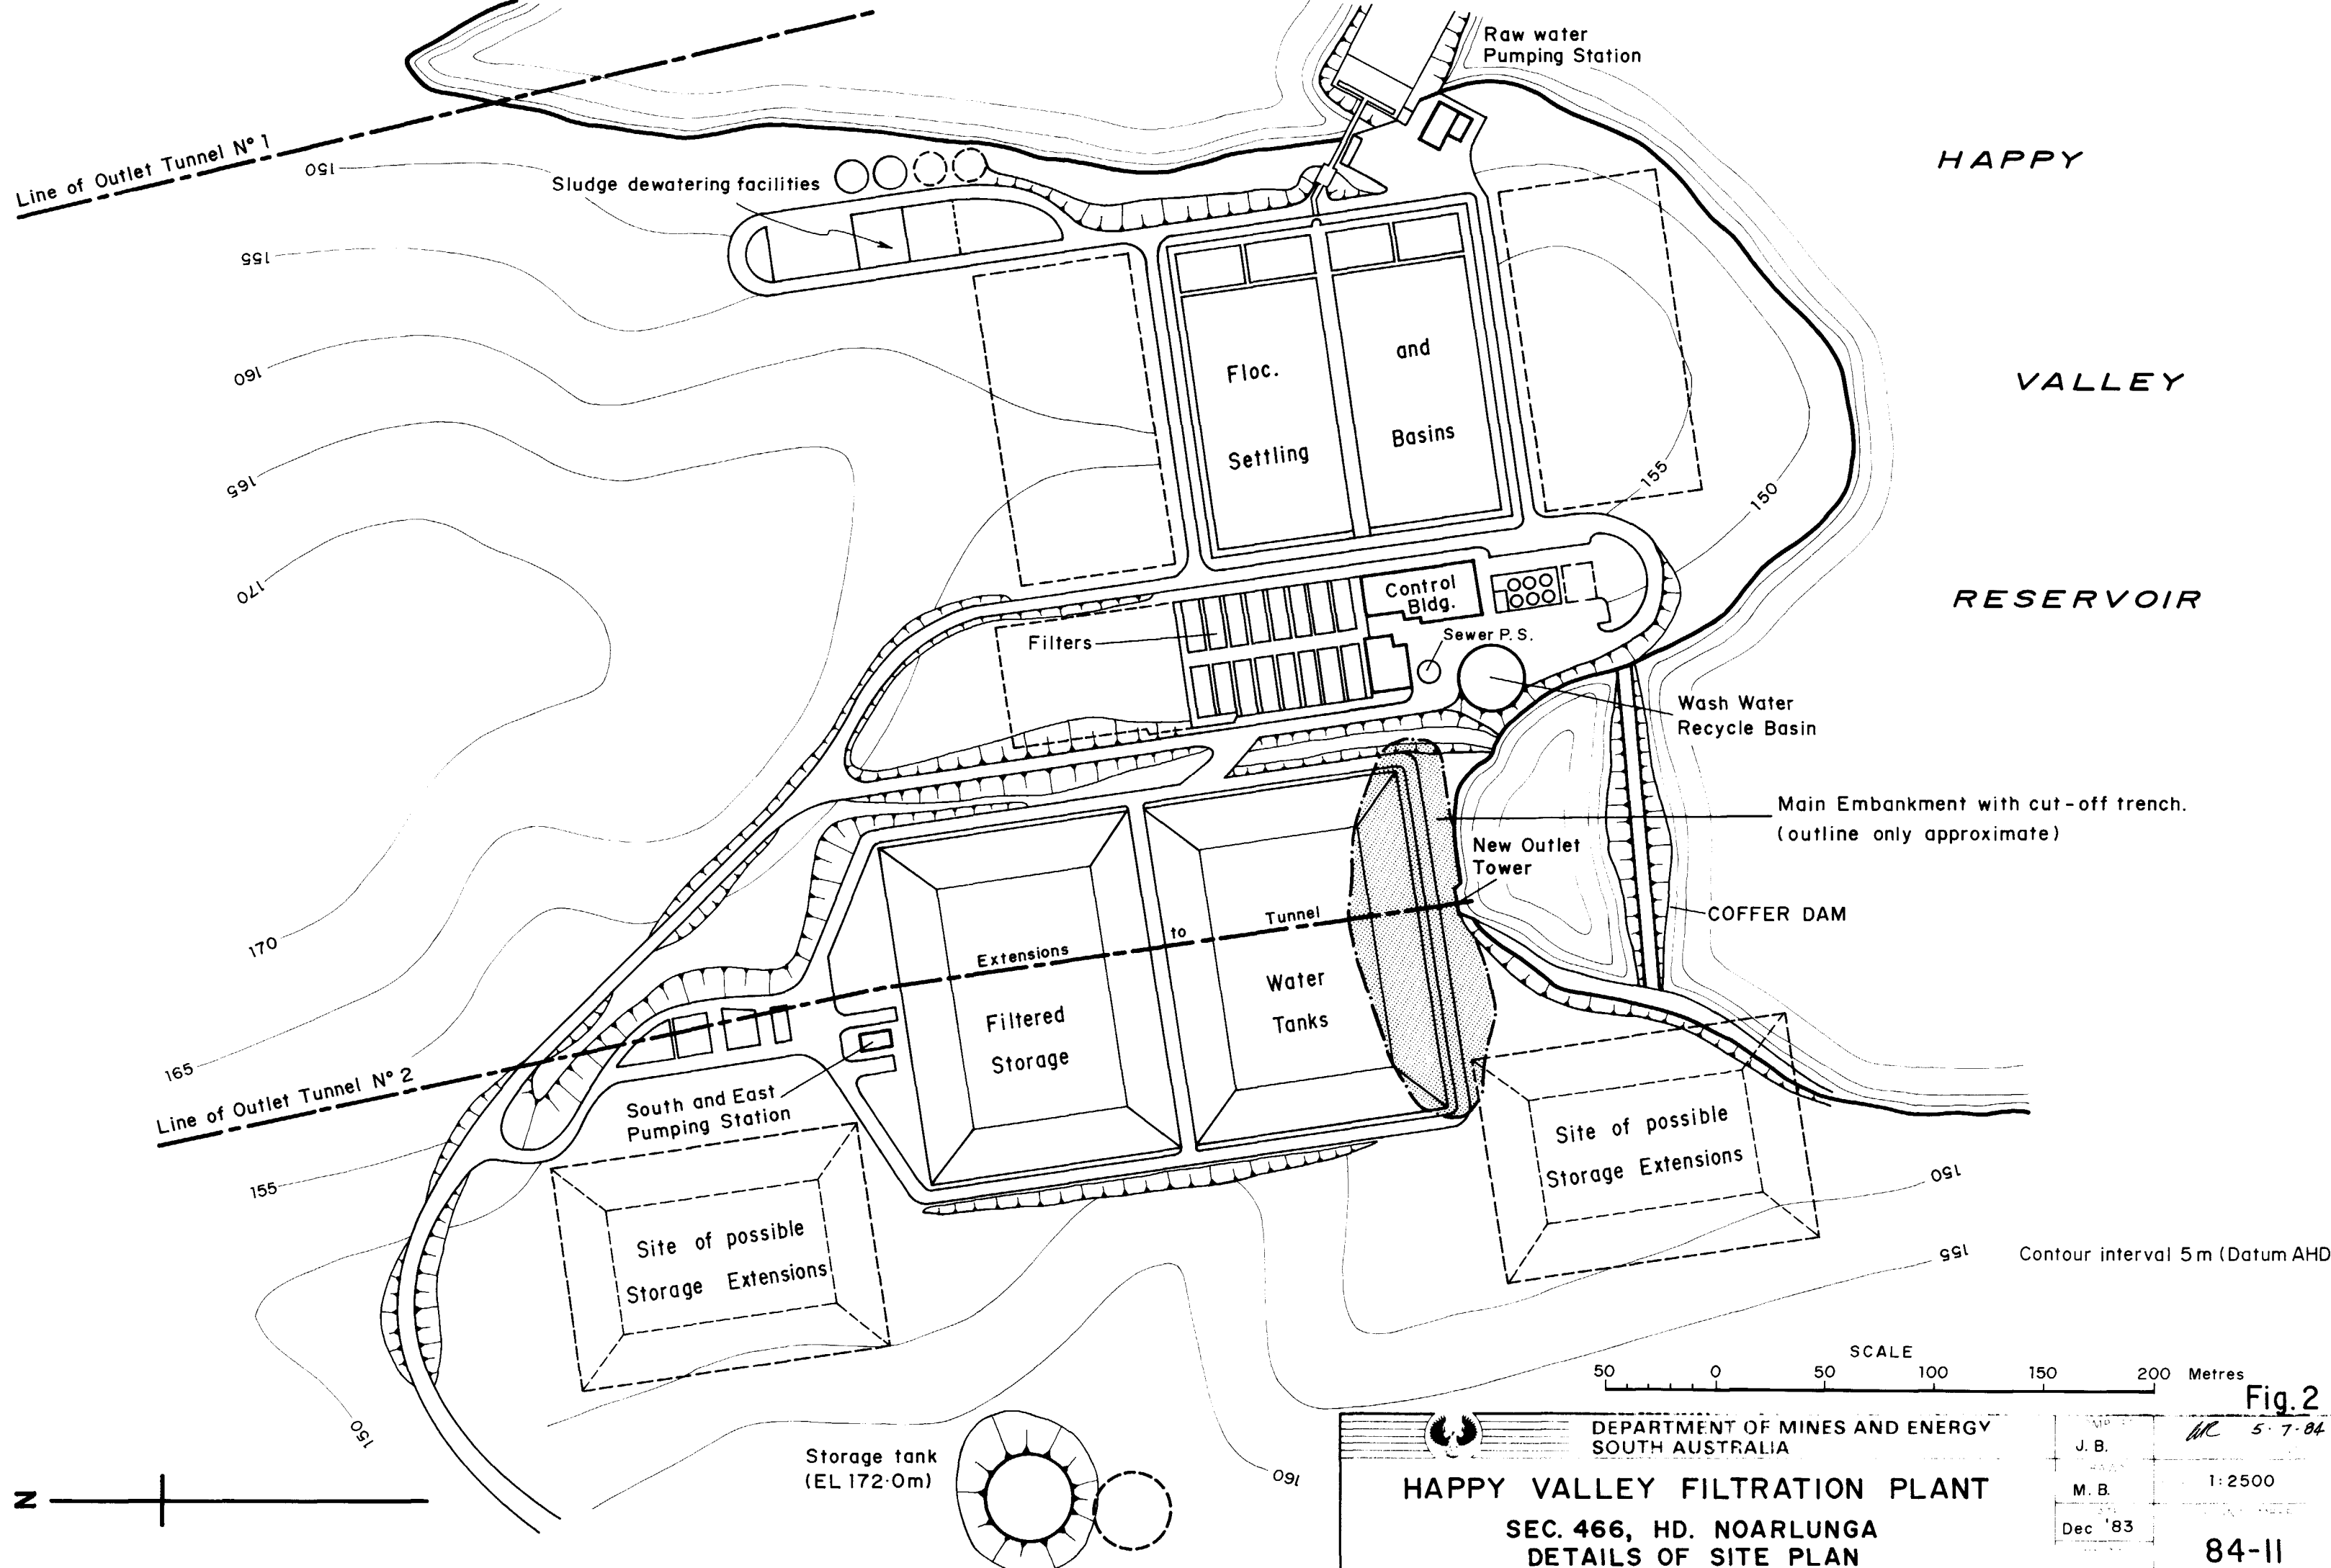 Raw water
Pumping Station
HAPPY
VALLEY
RESERVOIR
Line of Outlet Tunnel Nº 1
150
Sludge dewatering facilities
155
160
165
170
Floc.
and
Settling
Basins
155
150
Control
Bldg.
Filters
Sewer P. S.
Wash Water
Recycle Basin
Main Embankment with cut-off trench.
(outline only approximate)
New Outlet
Tower
COFFER DAM
Extensions
to
Tunnel
Filtered
Storage
Water
Tanks
170
165
Line of Outlet Tunnel Nº 2
155
South and East
Pumping Station
Site of possible
Storage Extensions
Site of possible
Storage Extensions
150
155
Contour interval 5 m (Datum AHD
150
160
Storage tank
(EL 172·0m)
N
SCALE
50 0 50 100 150 200 Metres
Fig. 2
DEPARTMENT OF MINES AND ENERGY
SOUTH AUSTRALIA
HAPPY VALLEY FILTRATION PLANT
SEC. 466, HD. NOARLUNGA
DETAILS OF SITE PLAN
J. B.
5·7·84
M. B.
1:2500
Dec '83
84-11